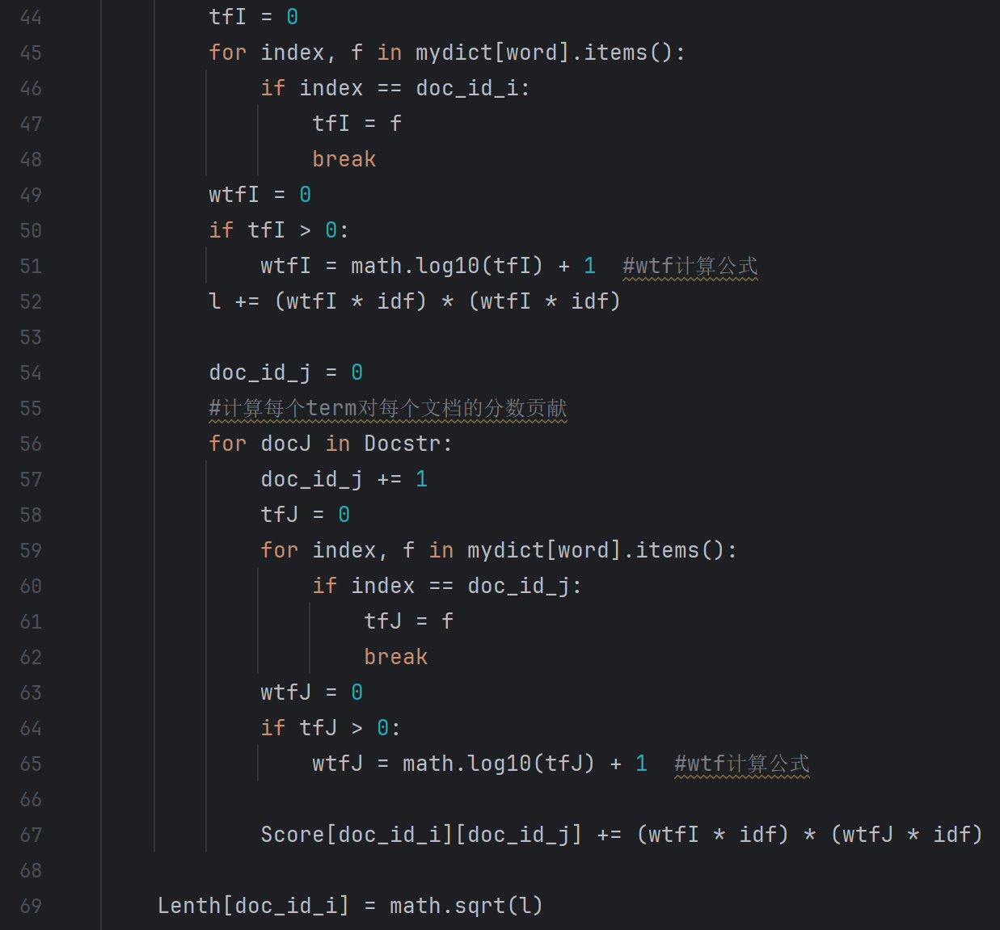 44 tfI = 0
45 for index, f in mydict[word].items():
46 if index == doc_id_i:
47 tfI = f
48 break
49 wtfI = 0
50 if tfI > 0:
51 wtfI = math.log10(tfI) + 1  #wtf计算公式
52 l += (wtfI * idf) * (wtfI * idf)
53
54 doc_id_j = 0
55 #计算每个term对每个文档的分数贡献
56 for docJ in Docstr:
57 doc_id_j += 1
58 tfJ = 0
59 for index, f in mydict[word].items():
60 if index == doc_id_j:
61 tfJ = f
62 break
63 wtfJ = 0
64 if tfJ > 0:
65 wtfJ = math.log10(tfJ) + 1  #wtf计算公式
66
67 Score[doc_id_i][doc_id_j] += (wtfI * idf) * (wtfJ * idf)
68
69 Lenth[doc_id_i] = math.sqrt(l)